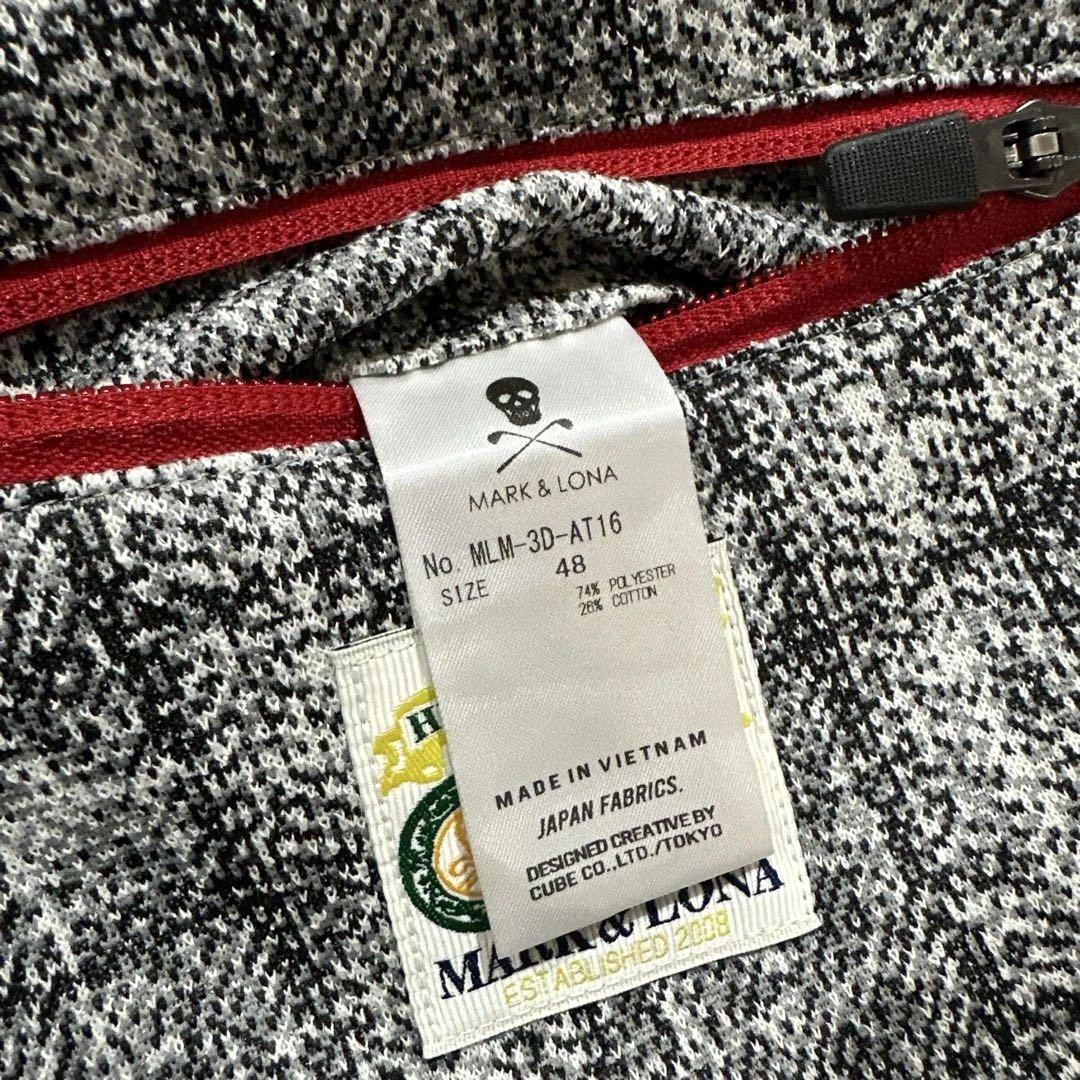 MARK & LONA
No. MLM-3D-AT16
SIZE 48
74% POLYESTER
26% COTTON
MADE IN VIETNAM
JAPAN FABRICS.
DESIGNED CREATIVE BY
CUBE CO.,LTD./TOKYO
H
MARK & LONA
ESTABLISHED 2008